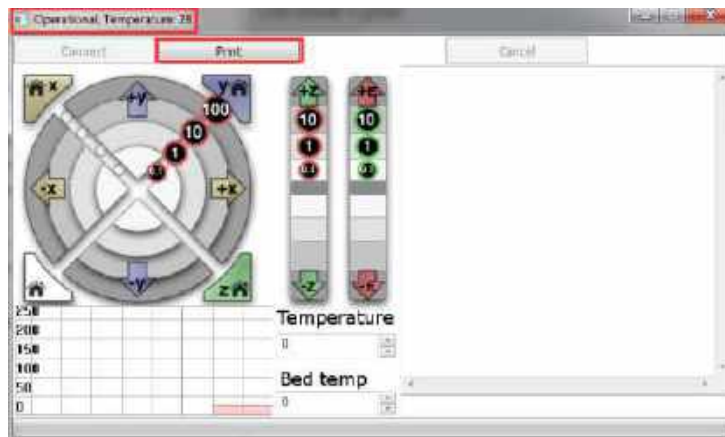 Operational, Temperature: 28
Connect Print Cancel
x y +z +e
+y 100 10 10
10 1 1
1 0.1 0.1
0.1
-x +x
-y z -z -e
250
200
150
100
50
0
Temperature
0
Bed temp
0